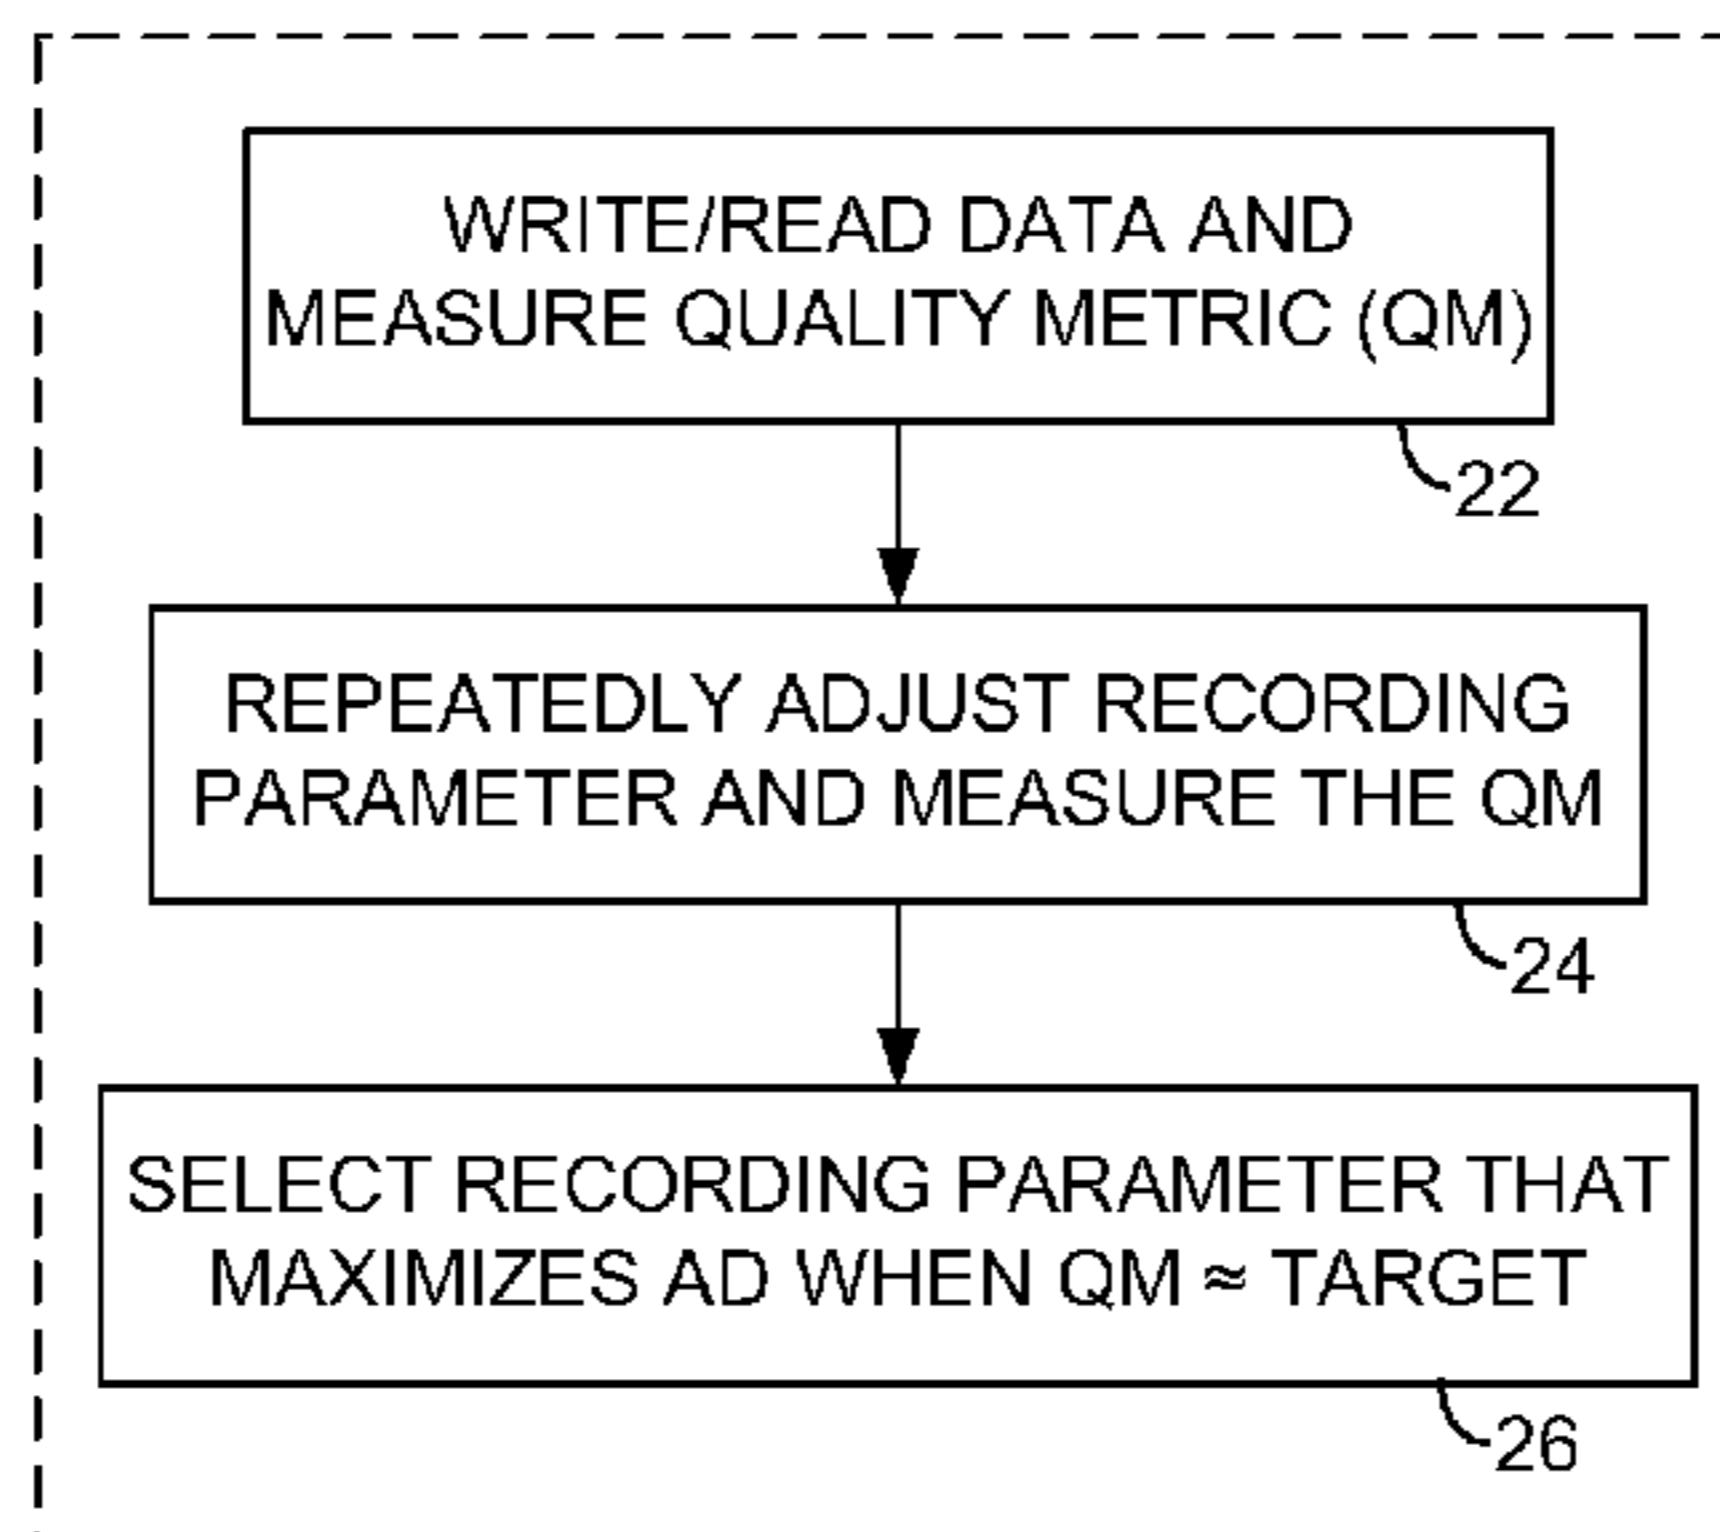 WRITE/READ DATA AND
MEASURE QUALITY METRIC (QM)
22
REPEATEDLY ADJUST RECORDING
PARAMETER AND MEASURE THE QM
24
SELECT RECORDING PARAMETER THAT
MAXIMIZES AD WHEN QM ≈ TARGET
26